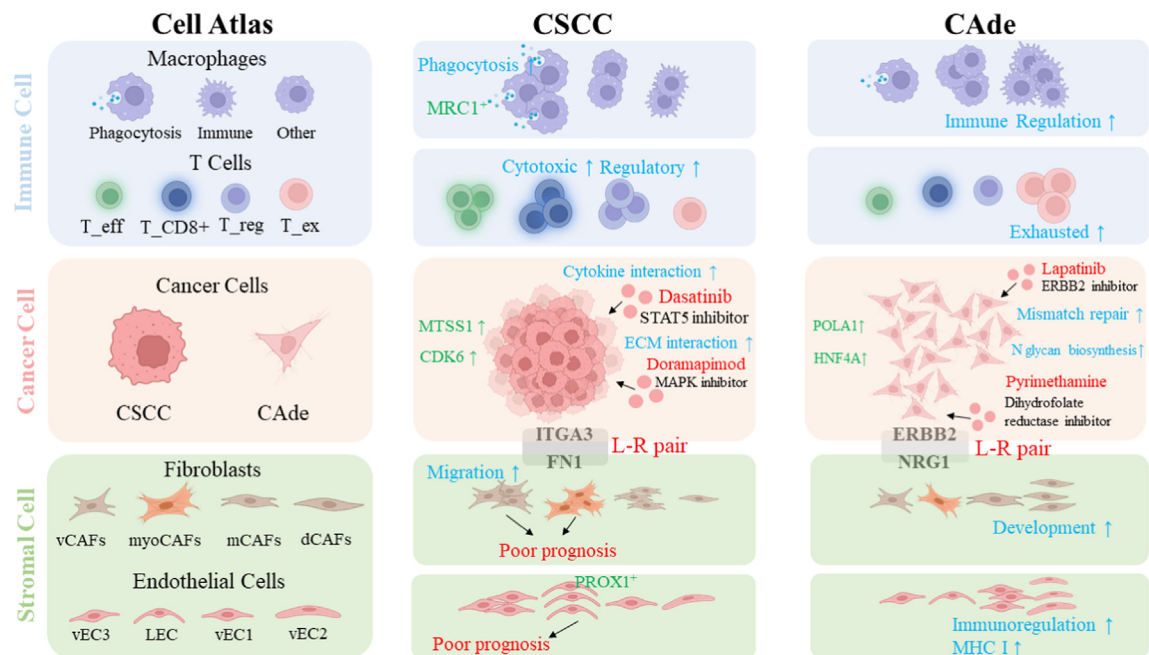 Cell Atlas
CSCC
CAde
Immune Cell
Macrophages
Phagocytosis
Immune
Other
T Cells
T_eff
T_CD8+
T_reg
T_ex
Phagocytosis ↑
MRC1⁺
Cytotoxic ↑ Regulatory ↑
Immune Regulation ↑
Exhausted ↑
Cancer Cell
Cancer Cells
CSCC
CAde
Cytokine interaction ↑
Dasatinib
STAT5 inhibitor
MTSS1 ↑
CDK6 ↑
ECM interaction ↑
Doramapimod
MAPK inhibitor
ITGA3
FN1
L-R pair
Lapatinib
ERBB2 inhibitor
Mismatch repair ↑
POLA1↑
HNF4A↑
N glycan biosynthesis↑
Pyrimethamine
Dihydrofolate
reductase inhibitor
ERBB2
NRG1
L-R pair
Stromal Cell
Fibroblasts
vCAFs
myoCAFs
mCAFs
dCAFs
Endothelial Cells
vEC3
LEC
vEC1
vEC2
Migration ↑
Poor prognosis
PROX1⁺
Poor prognosis
Development ↑
Immunoregulation ↑
MHC I ↑